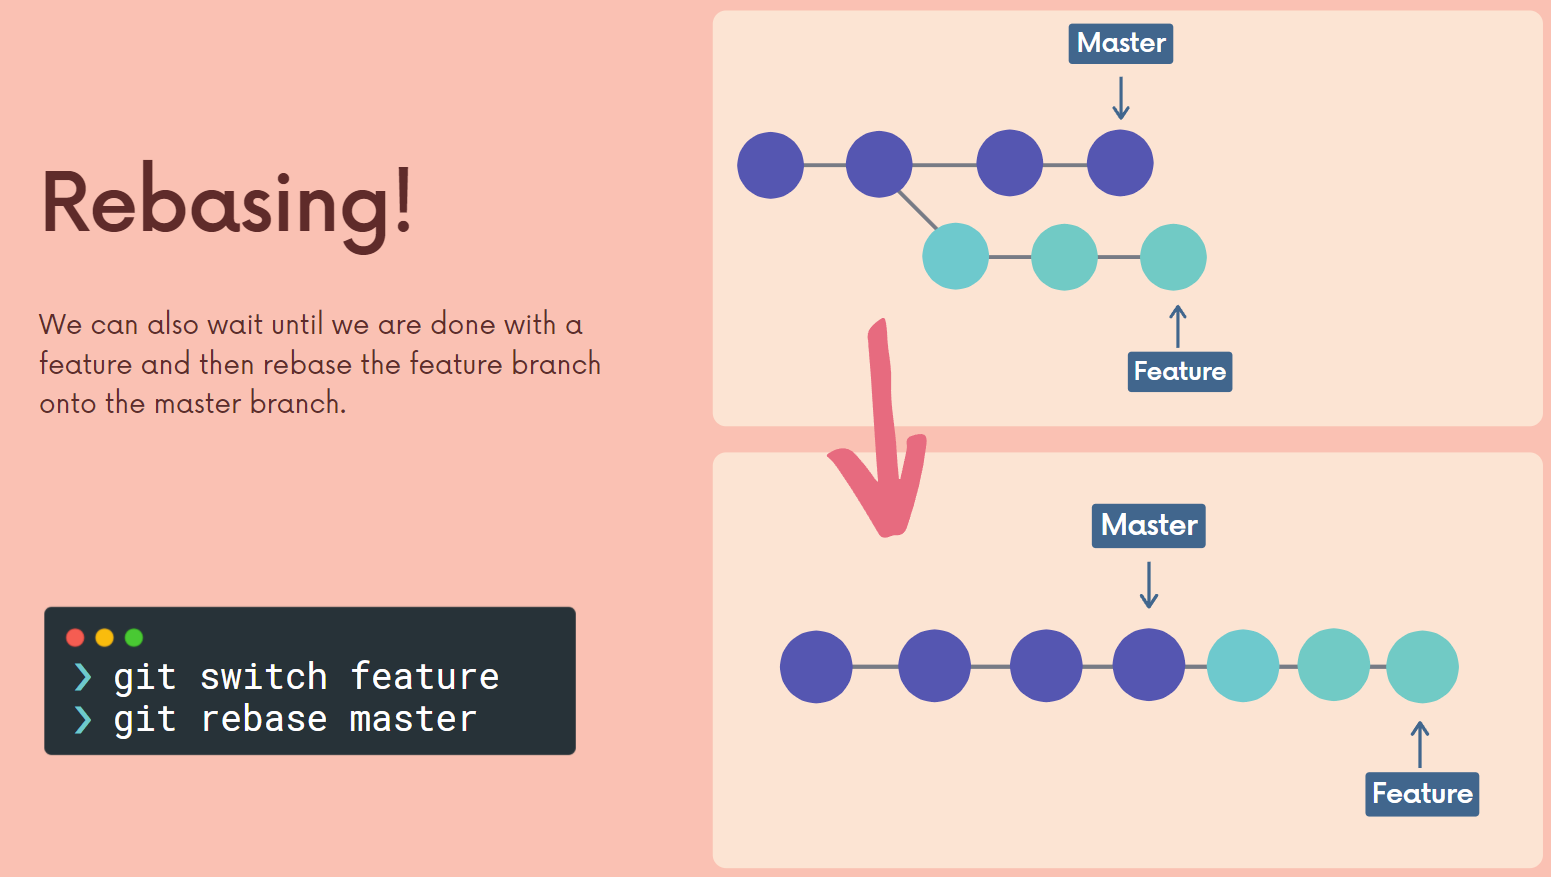 Rebasing!
We can also wait until we are done with a
feature and then rebase the feature branch
onto the master branch.
❯ git switch feature
❯ git rebase master
Master
Feature
Master
Feature